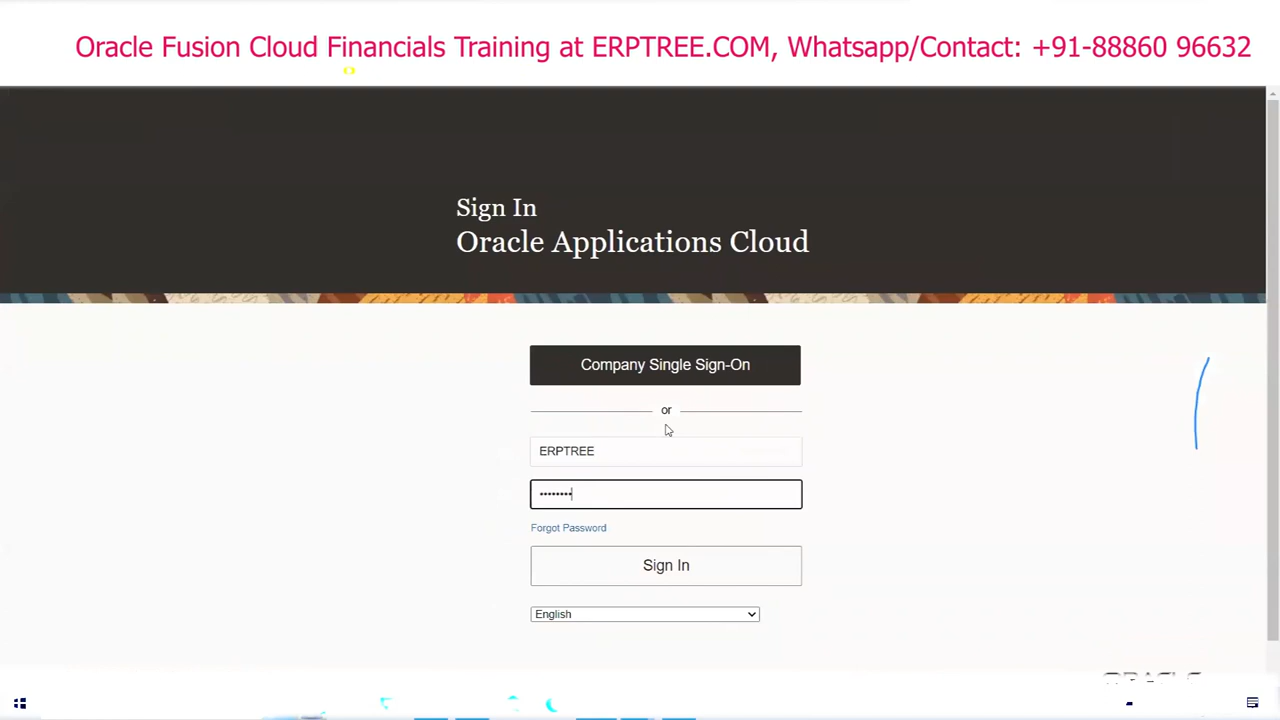 Oracle Fusion Cloud Financials Training at ERPTREE.COM, Whatsapp/Contact: +91-88860 96632
Sign In
Oracle Applications Cloud
Company Single Sign-On
or
ERPTREE
••••••••
Forgot Password
Sign In
English
ORACLE